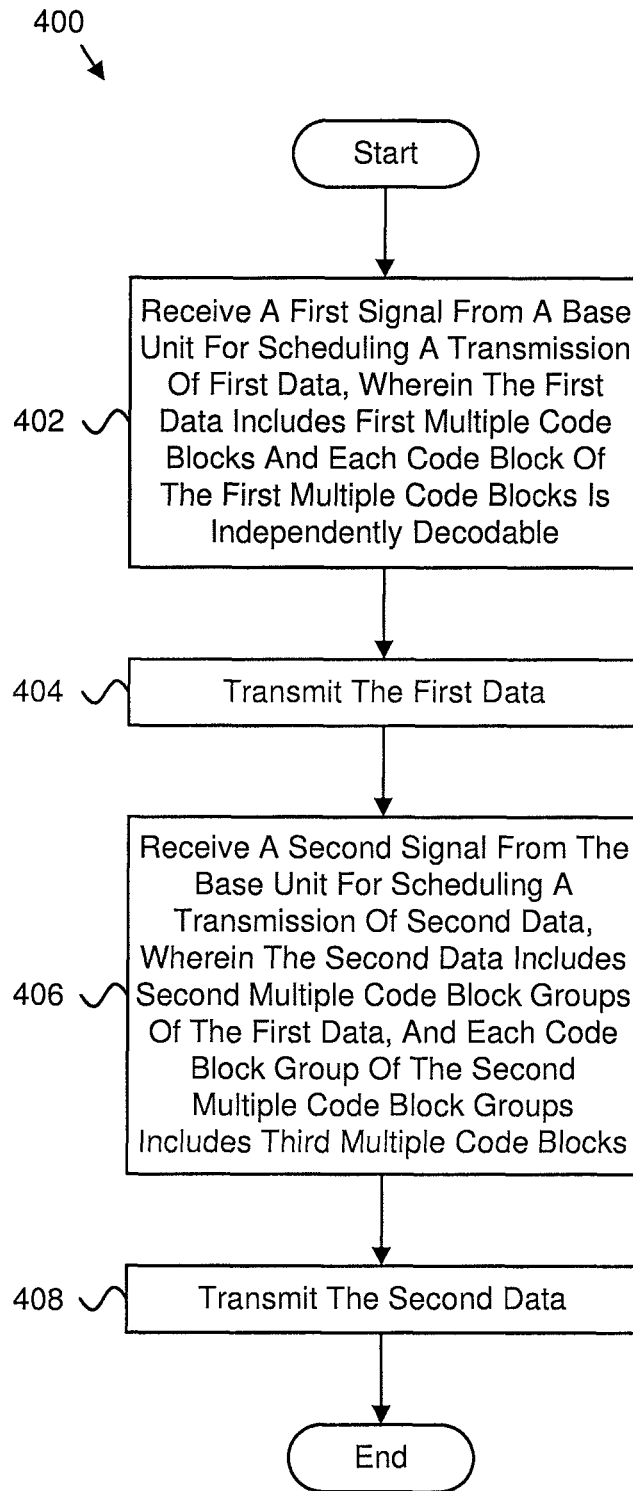 400
Start
Receive A First Signal From A Base
Unit For Scheduling A Transmission
Of First Data, Wherein The First
Data Includes First Multiple Code
Blocks And Each Code Block Of
The First Multiple Code Blocks Is
Independently Decodable
402
Transmit The First Data
404
Receive A Second Signal From The
Base Unit For Scheduling A
Transmission Of Second Data,
Wherein The Second Data Includes
Second Multiple Code Block Groups
Of The First Data, And Each Code
Block Group Of The Second
Multiple Code Block Groups
Includes Third Multiple Code Blocks
406
Transmit The Second Data
408
End